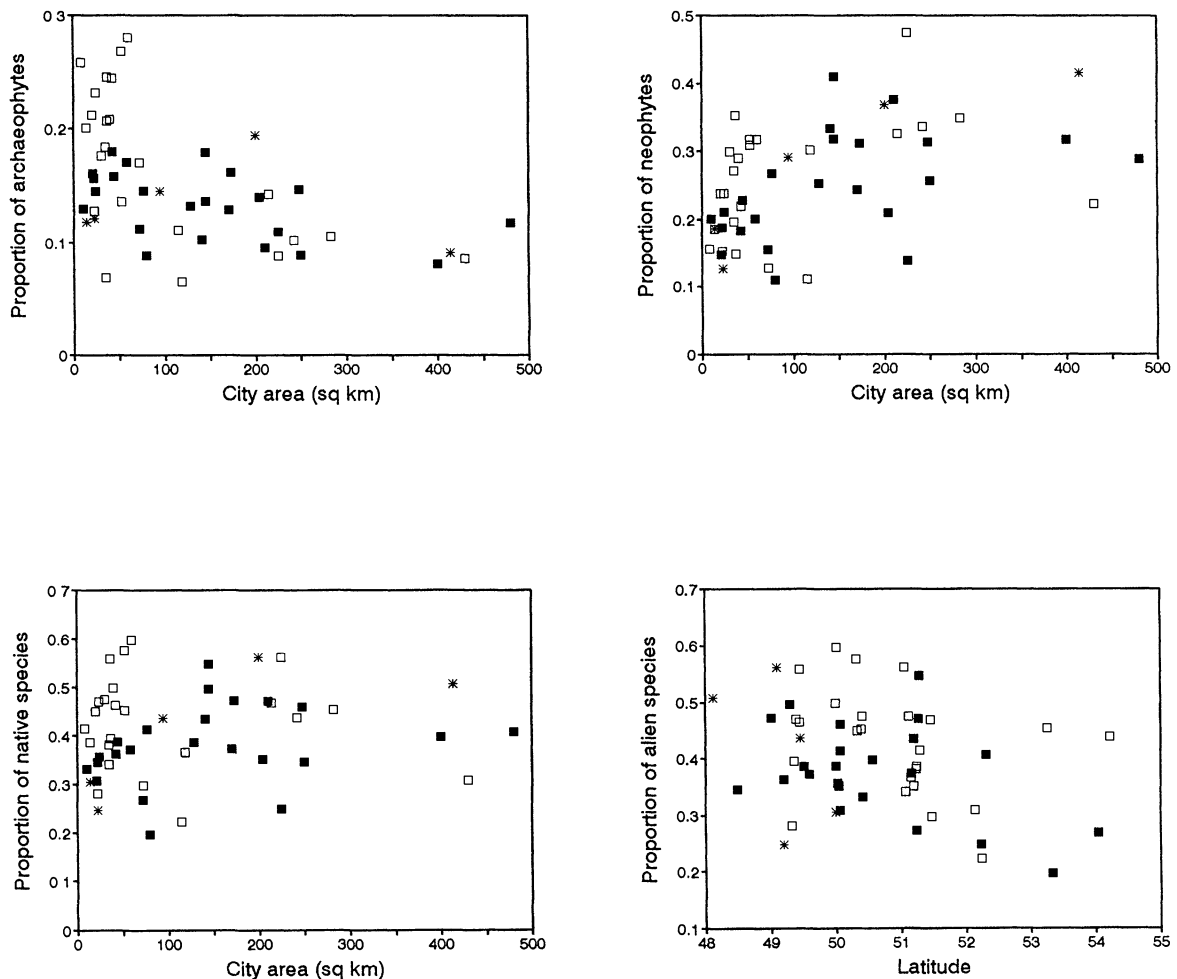 Proportion of archaeophytes
0 3
0.2
0.1
0
0 100 200 300 400 500
City area (sq km)
Proportion of neophytes
0.5
0.4
0.3
0.2
0.1
0
0 100 200 300 400 500
City area (sq km)
Proportion of native species
0 7
0.6
0.5
0.4
0.3
0.2
0 1
0
0 100 200 300 400 500
City area (sq km)
Proportion of alien species
0.7
0.6
0.5
0.4
0.3
0.2
0.1
48 49 50 51 52 53 54 55
Latitude